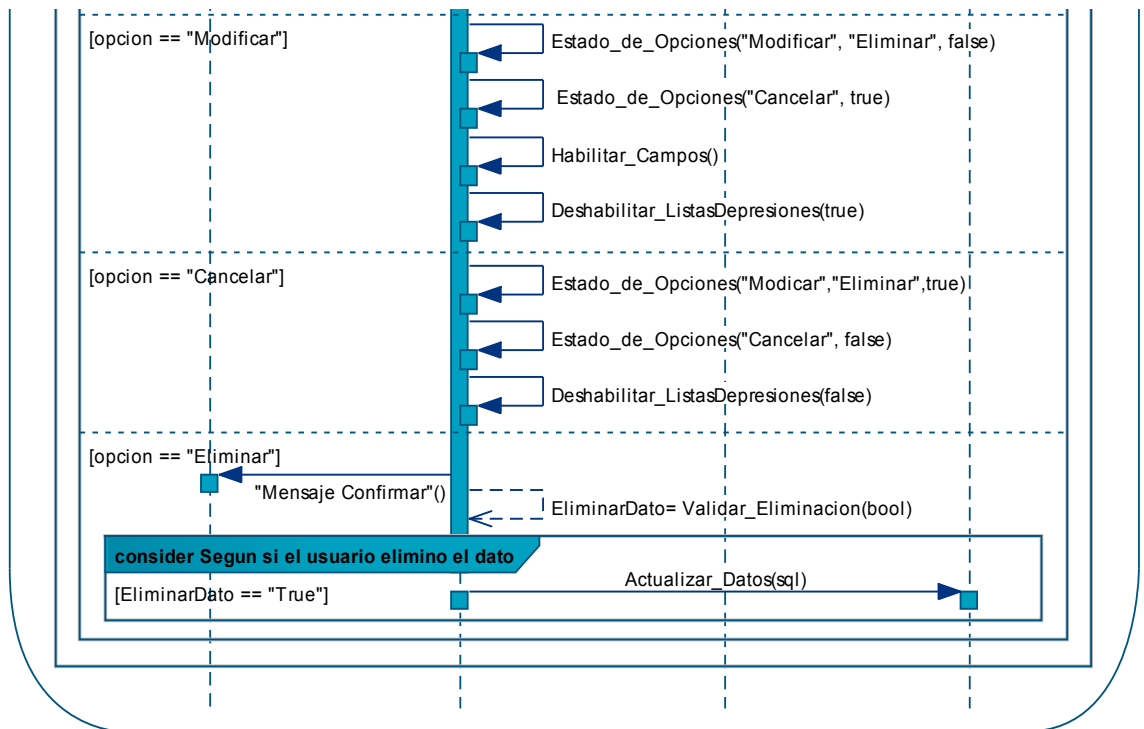 [opcion == "Modificar"]
Estado_de_Opciones("Modificar", "Eliminar", false)
Estado_de_Opciones("Cancelar", true)
Habilitar_Campos()
Deshabilitar_ListasDepresiones(true)
[opcion == "Cancelar"]
Estado_de_Opciones("Modicar","Eliminar",true)
Estado_de_Opciones("Cancelar", false)
Deshabilitar_ListasDepresiones(false)
[opcion == "Eliminar"]
"Mensaje Confirmar"()
EliminarDato= Validar_Eliminacion(bool)
consider Segun si el usuario elimino el dato
Actualizar_Datos(sql)
[EliminarDato == "True"]